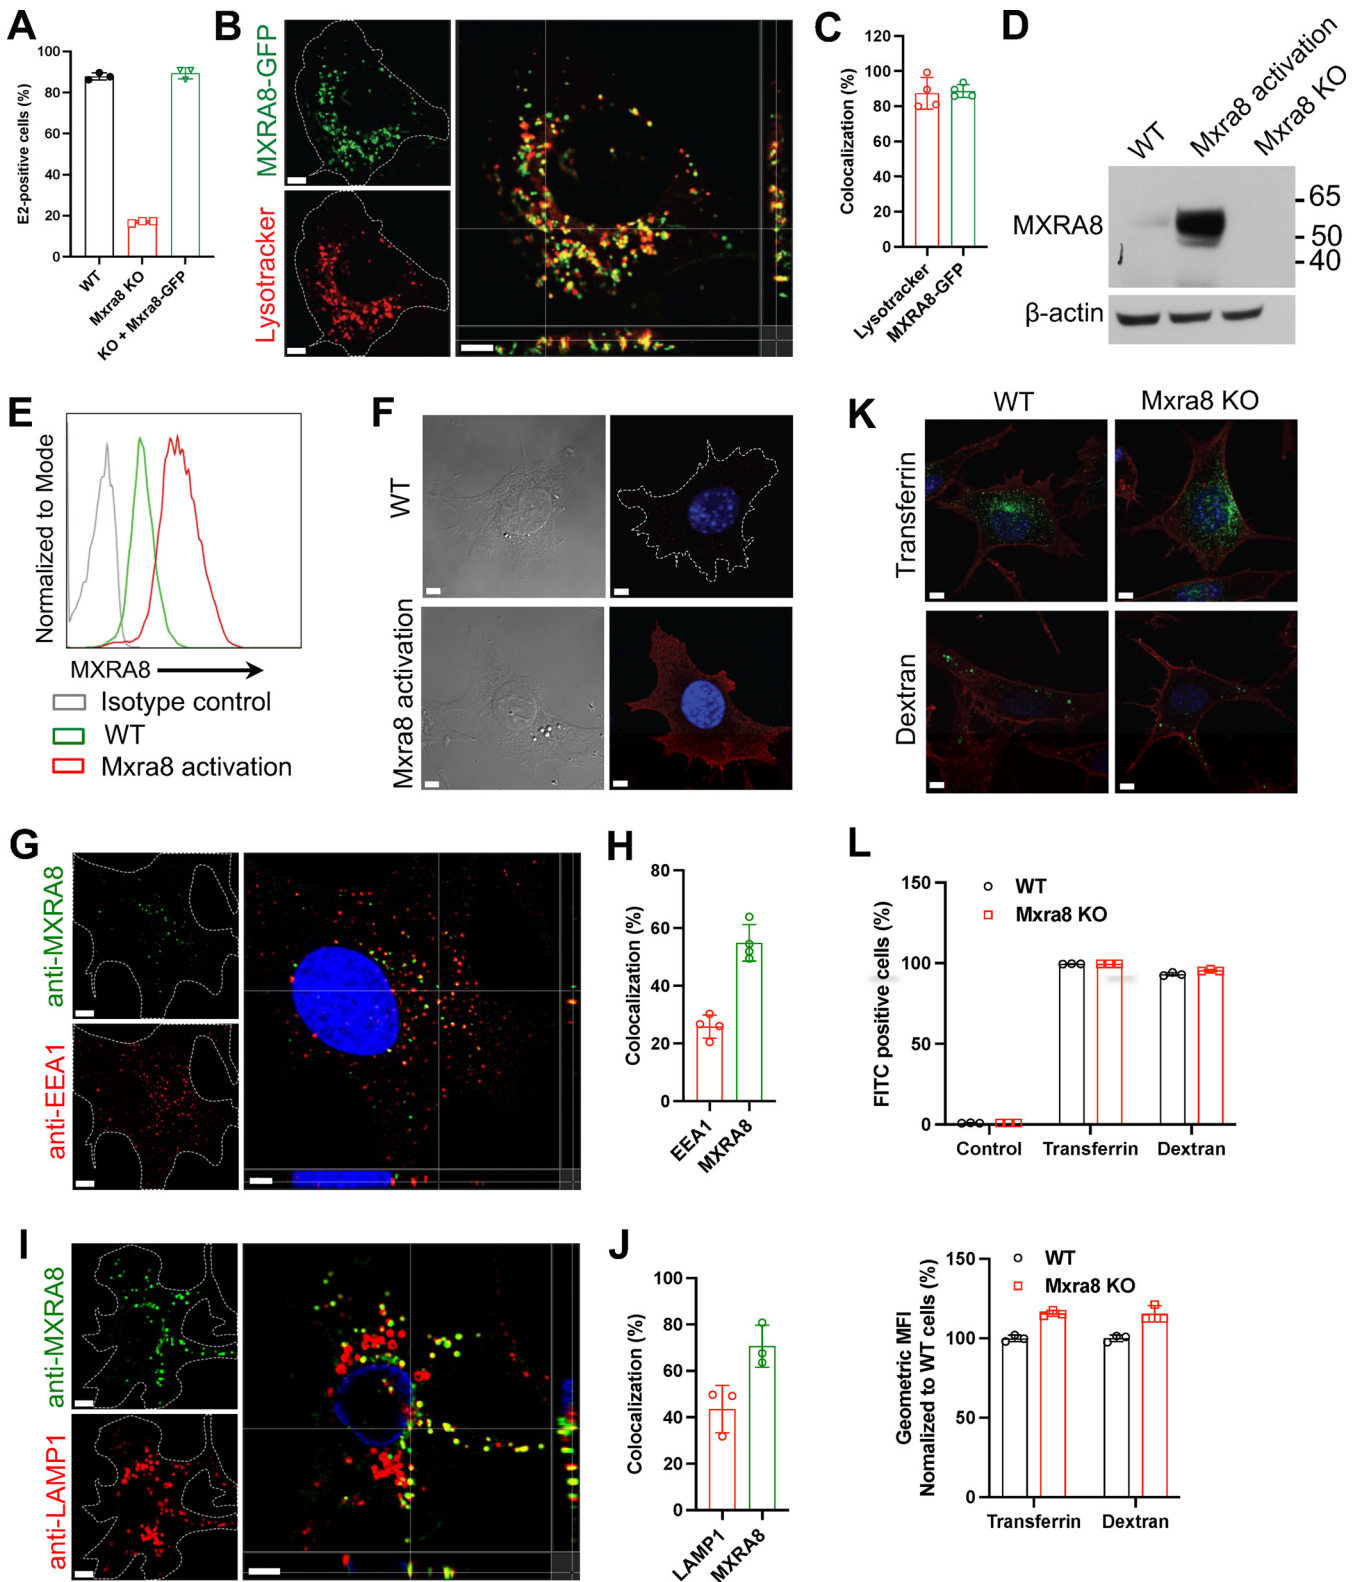 A
E2-positive cells (%)
100
80
60
40
20
0
WT
Mxra8 KO
KO + Mxra8-GFP
B
MXRA8-GFP
Lysotracker
C
Colocalization (%)
120
100
80
60
40
20
0
Lysotracker
MXRA8-GFP
D
WT
Mxra8 activation
Mxra8 KO
MXRA8
65
50
40
β-actin
E
Normalized to Mode
MXRA8
Isotype control
WT
Mxra8 activation
F
WT
Mxra8 activation
K
WT
Mxra8 KO
Transferrin
Dextran
G
anti-MXRA8
anti-EEA1
H
Colocalization (%)
80
60
40
20
0
EEA1
MXRA8
L
FITC positive cells (%)
150
100
50
0
WT
Mxra8 KO
Control
Transferrin
Dextran
I
anti-MXRA8
anti-LAMP1
J
Colocalization (%)
100
80
60
40
20
0
LAMP1
MXRA8
Geometric MFI
Nomalized to WT cells (%)
150
100
50
0
WT
Mxra8 KO
Transferrin
Dextran